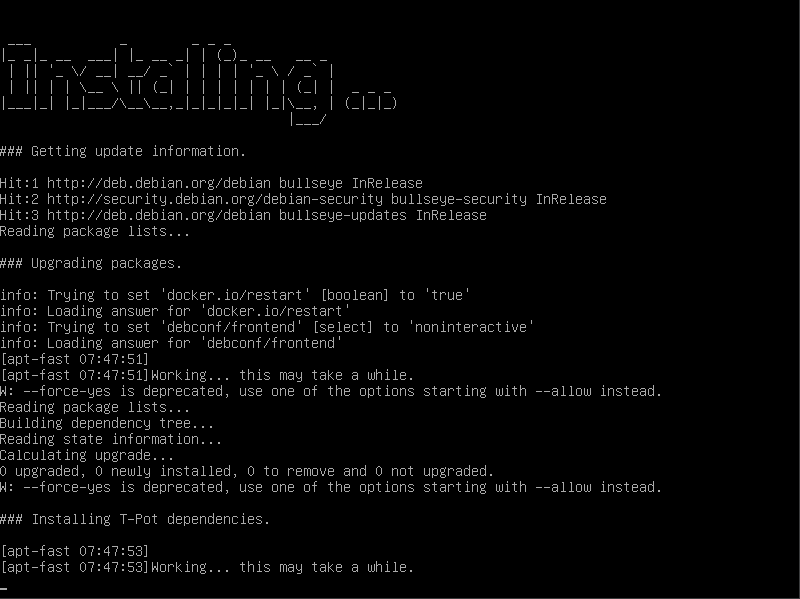 Installing...
### Getting update information.
Hit:1 http://deb.debian.org/debian bullseye InRelease
Hit:2 http://security.debian.org/debian-security bullseye-security InRelease
Hit:3 http://deb.debian.org/debian bullseye-updates InRelease
Reading package lists...
### Upgrading packages.
info: Trying to set 'docker.io/restart' [boolean] to 'true'
info: Loading answer for 'docker.io/restart'
info: Trying to set 'debconf/frontend' [select] to 'noninteractive'
info: Loading answer for 'debconf/frontend'
[apt-fast 07:47:51]
[apt-fast 07:47:51]Working... this may take a while.
W: --force-yes is deprecated, use one of the options starting with --allow instead.
Reading package lists...
Building dependency tree...
Reading state information...
Calculating upgrade...
0 upgraded, 0 newly installed, 0 to remove and 0 not upgraded.
W: --force-yes is deprecated, use one of the options starting with --allow instead.
### Installing T-Pot dependencies.
[apt-fast 07:47:53]
[apt-fast 07:47:53]Working... this may take a while.